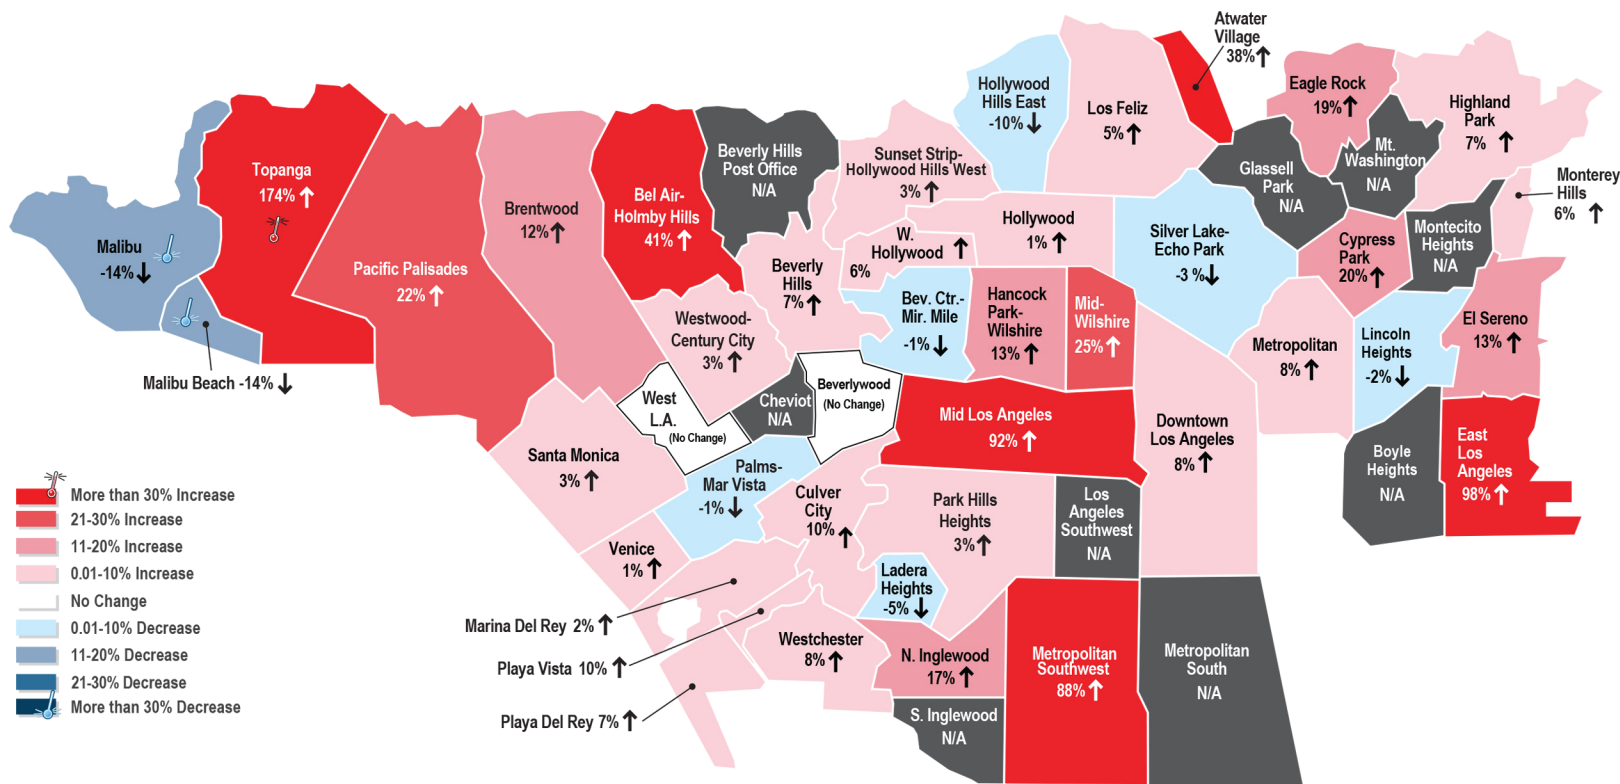 Atwater
Village
38%
Hollywood
Hills East
-10%
Los Feliz
5%
Eagle Rock
19%
Highland
Park
7%
Mt.
Washington
N/A
Glassell
Park
N/A
Monterey
Hills
6%
Topanga
174%
Beverly Hills
Post Office
N/A
Sunset Strip-
Hollywood Hills West
3%
Bel Air-
Holmby Hills
41%
Brentwood
12%
Pacific Palisades
22%
Malibu
-14%
Malibu Beach -14%
W.
Hollywood
6%
Hollywood
1%
Silver Lake-
Echo Park
-3 %
Cypress
Park
20%
Montecito
Heights
N/A
Beverly
Hills
7%
Bev. Ctr.-
Mir. Mile
-1%
Hancock
Park-
Wilshire
13%
Mid-
Wilshire
25%
Westwood-
Century City
3%
Metropolitan
8%
Lincoln
Heights
-2%
El Sereno
13%
West
L.A.
(No Change)
Cheviot
N/A
Beverlywood
(No Change)
Mid Los Angeles
92%
Downtown
Los Angeles
8%
Boyle
Heights
N/A
East
Los
Angeles
98%
Santa Monica
3%
Palms-
Mar Vista
-1%
Culver
City
10%
Park Hills
Heights
3%
Los
Angeles
Southwest
N/A
Venice
1%
Ladera
Heights
-5%
Marina Del Rey 2%
Playa Vista 10%
Playa Del Rey 7%
Westchester
8%
N. Inglewood
17%
S. Inglewood
N/A
Metropolitan
Southwest
88%
Metropolitan
South
N/A
More than 30% Increase
21-30% Increase
11-20% Increase
0.01-10% Increase
No Change
0.01-10% Decrease
11-20% Decrease
21-30% Decrease
More than 30% Decrease